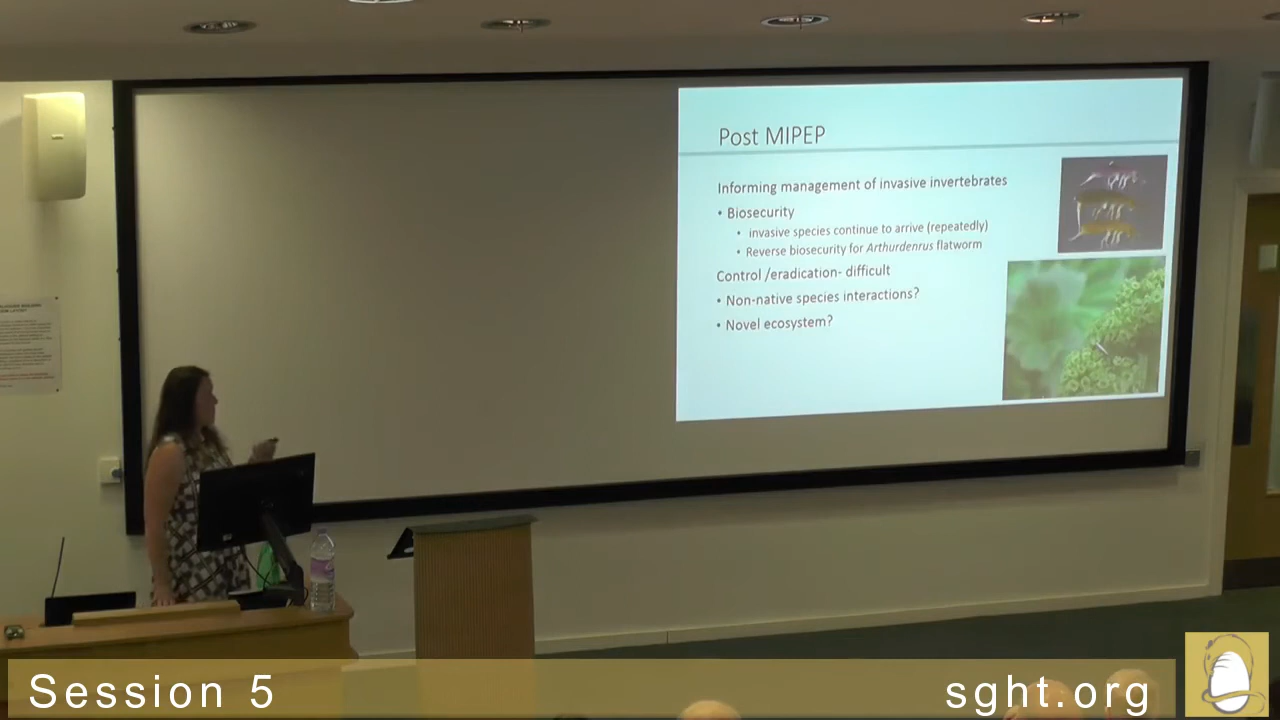 Post MIPEP
Informing management of invasive invertebrates
• Biosecurity
• invasive species continue to arrive (repeatedly)
• Reverse biosecurity for Arthurdenrus flatworm
Control /eradication- difficult
• Non-native species interactions?
• Novel ecosystem?
Session 5
sght.org